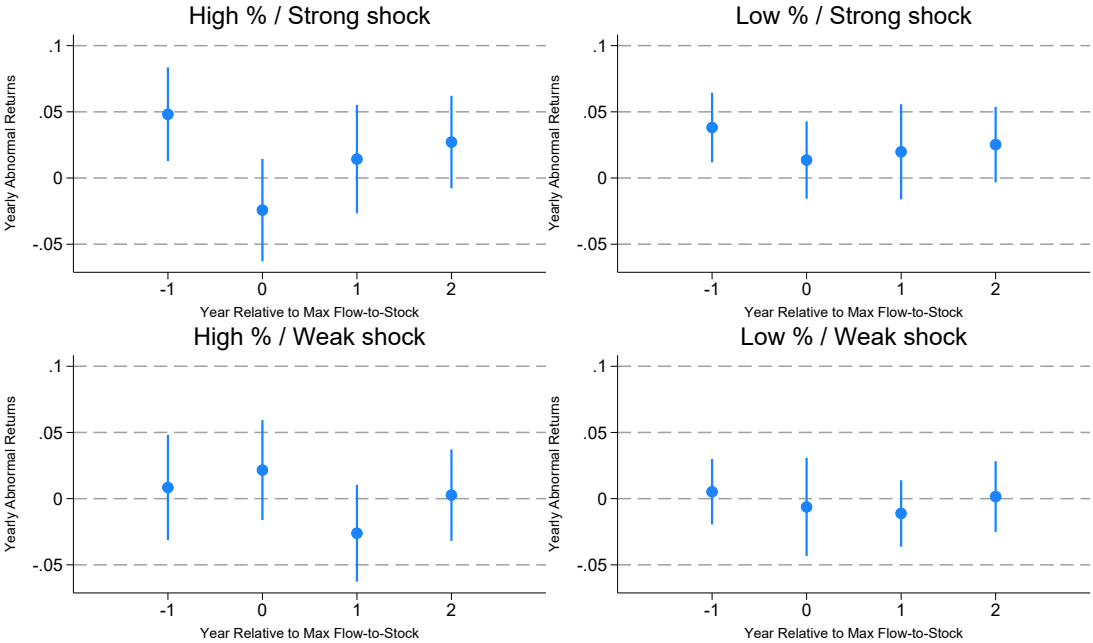 High % / Strong shock
Yearly Abnormal Returns
.1
.05
0
-.05
-1 0 1 2
Year Relative to Max Flow-to-Stock
Low % / Strong shock
Yearly Abnormal Returns
.1
.05
0
-.05
-1 0 1 2
Year Relative to Max Flow-to-Stock
High % / Weak shock
Yearly Abnormal Returns
.1
.05
0
-.05
-1 0 1 2
Year Relative to Max Flow-to-Stock
Low % / Weak shock
Yearly Abnormal Returns
.1
.05
0
-.05
-1 0 1 2
Year Relative to Max Flow-to-Stock